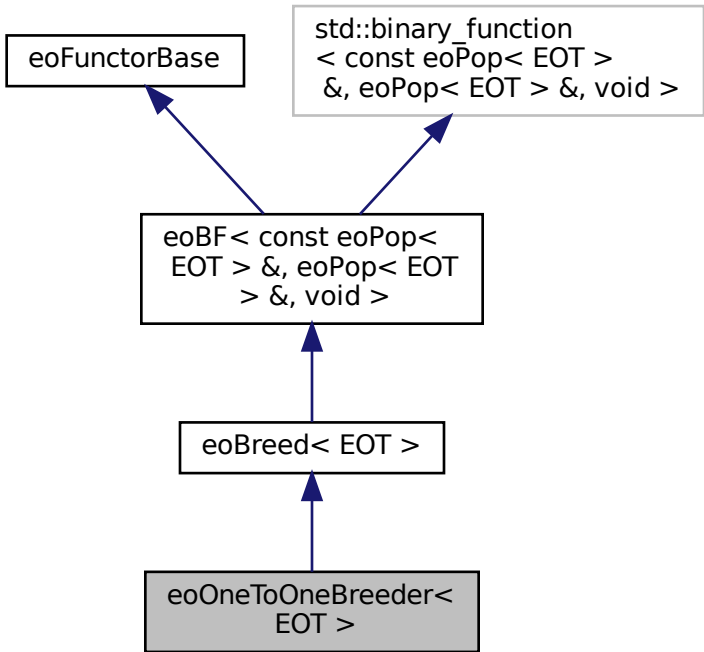 eoFunctorBase
std::binary_function
< const eoPop< EOT >
&, eoPop< EOT > &, void >
eoBF< const eoPop<
EOT > &, eoPop< EOT
> &, void >
eoBreed< EOT >
eoOneToOneBreeder<
EOT >